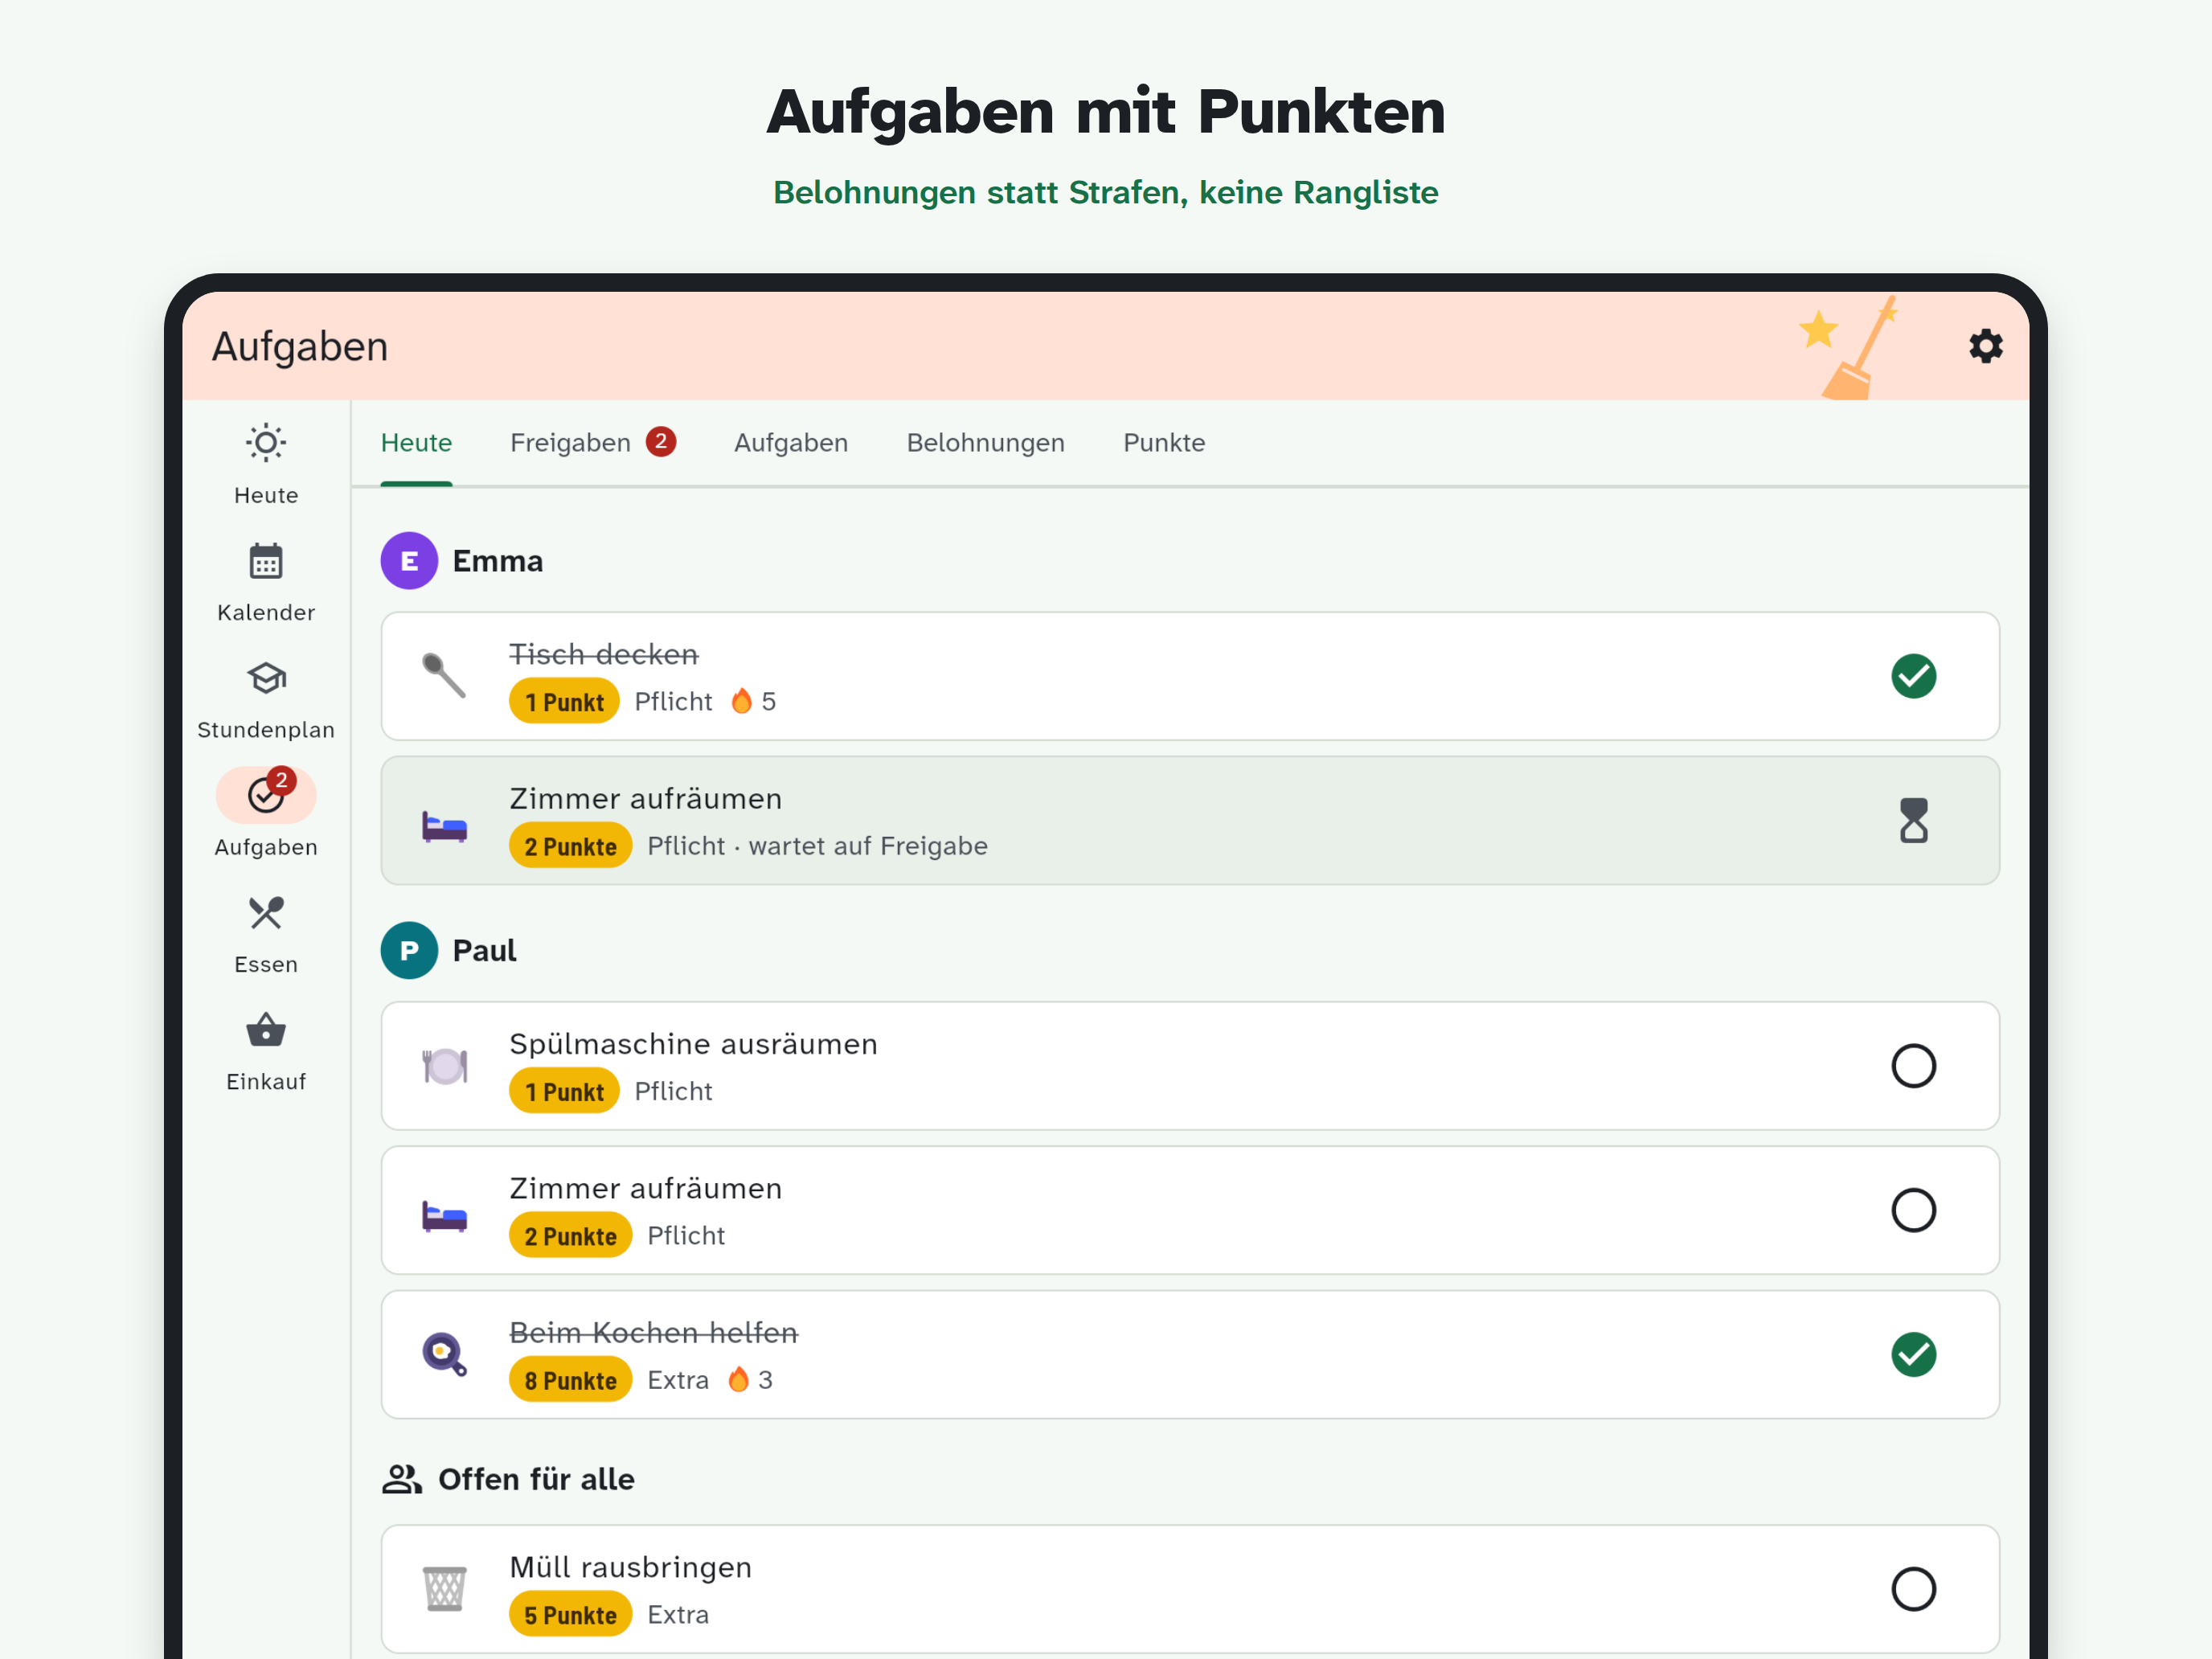 Aufgaben mit Punkten
Belohnungen statt Strafen, keine Rangliste
Aufgaben
Heute
Kalender
Stundenplan
2
Aufgaben
Essen
Einkauf
Heute Freigaben 2 Aufgaben Belohnungen Punkte
E Emma
Tisch decken
1 Punkt Pflicht 🔥 5
Zimmer aufräumen
2 Punkte Pflicht · wartet auf Freigabe
P Paul
Spülmaschine ausräumen
1 Punkt Pflicht
Zimmer aufräumen
2 Punkte Pflicht
Beim Kochen helfen
8 Punkte Extra 🔥 3
Offen für alle
Müll rausbringen
5 Punkte Extra